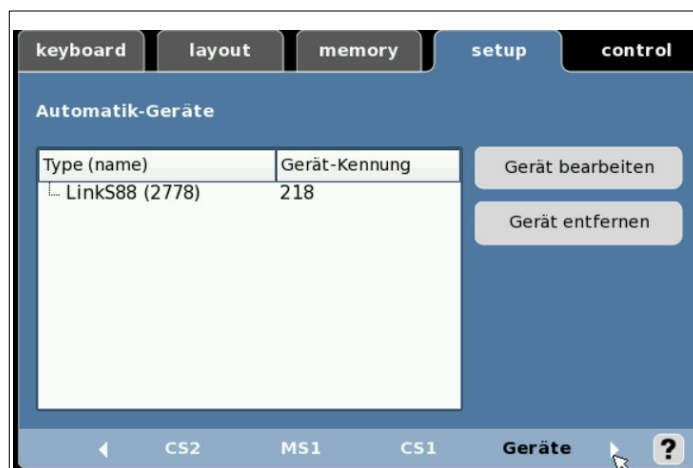 keyboard layout memory setup control
Automatik-Geräte
Type (name) Gerät-Kennung
LinkS88 (2778) 218
Gerät bearbeiten
Gerät entfernen
CS2 MS1 CS1 Geräte ?